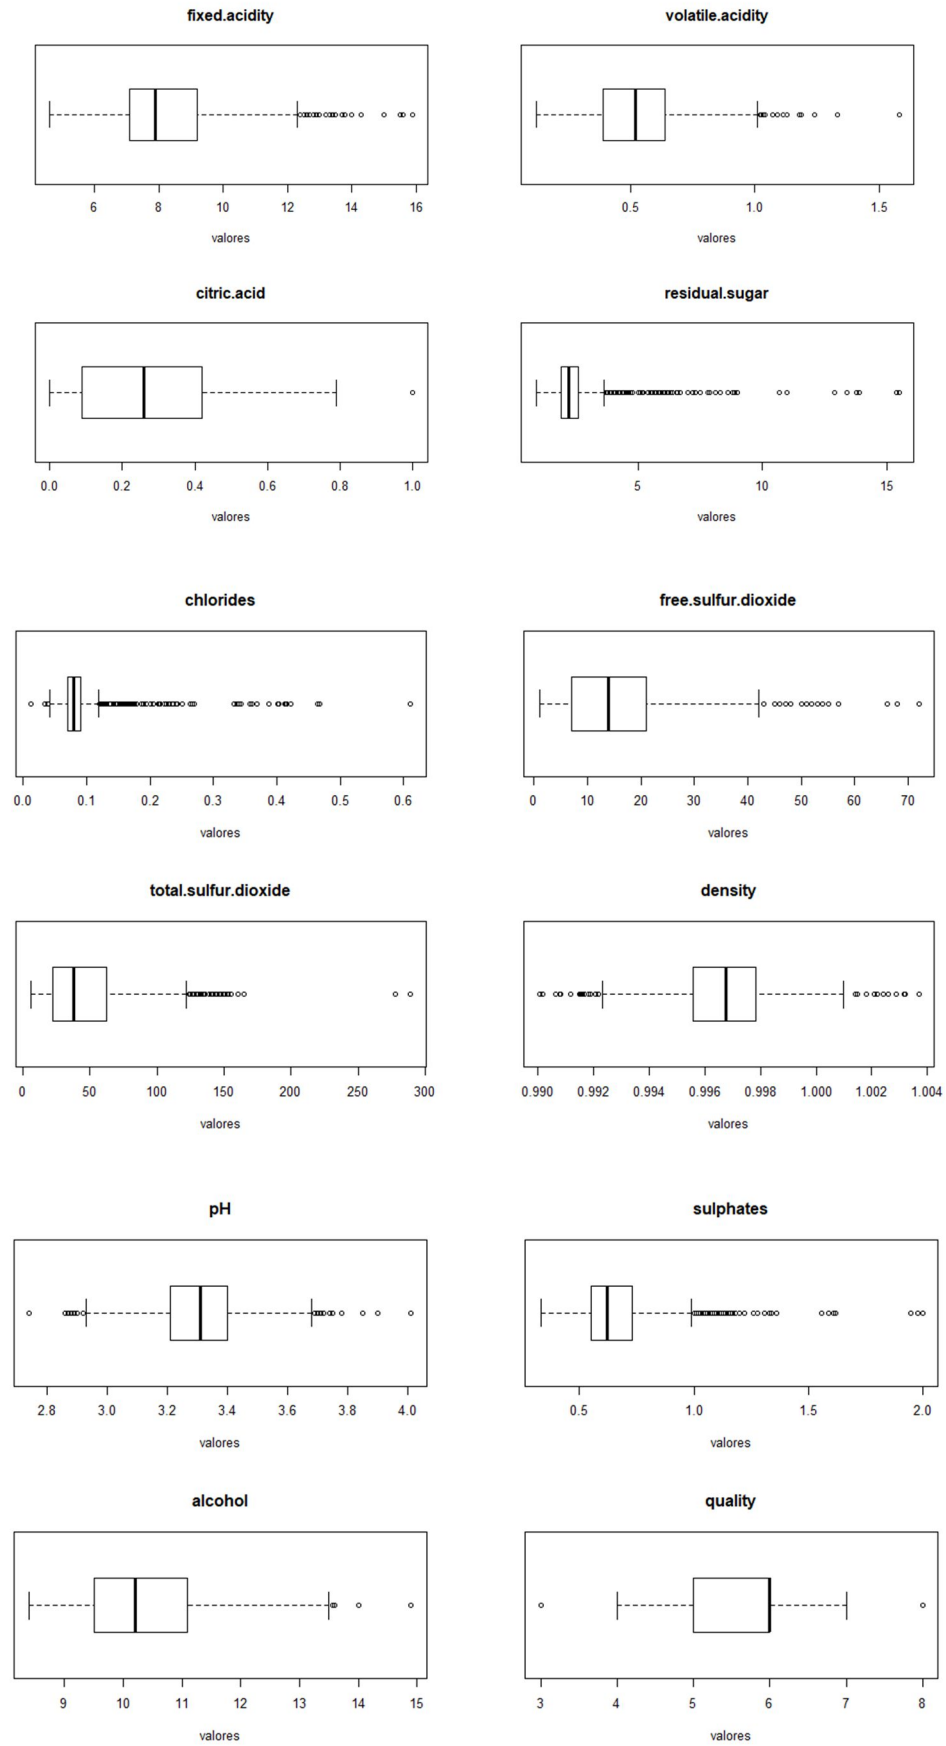 fixed.acidity
6 8 10 12 14 16
valores
volatile.acidity
0.5 1.0 1.5
valores
citric.acid
0.0 0.2 0.4 0.6 0.8 1.0
valores
residual.sugar
5 10 15
valores
chlorides
0.0 0.1 0.2 0.3 0.4 0.5 0.6
valores
free.sulfur.dioxide
0 10 20 30 40 50 60 70
valores
total.sulfur.dioxide
0 50 100 150 200 250 300
valores
density
0.990 0.992 0.994 0.996 0.998 1.000 1.002 1.004
valores
pH
2.8 3.0 3.2 3.4 3.6 3.8 4.0
valores
sulphates
0.5 1.0 1.5 2.0
valores
alcohol
9 10 11 12 13 14 15
valores
quality
3 4 5 6 7 8
valores